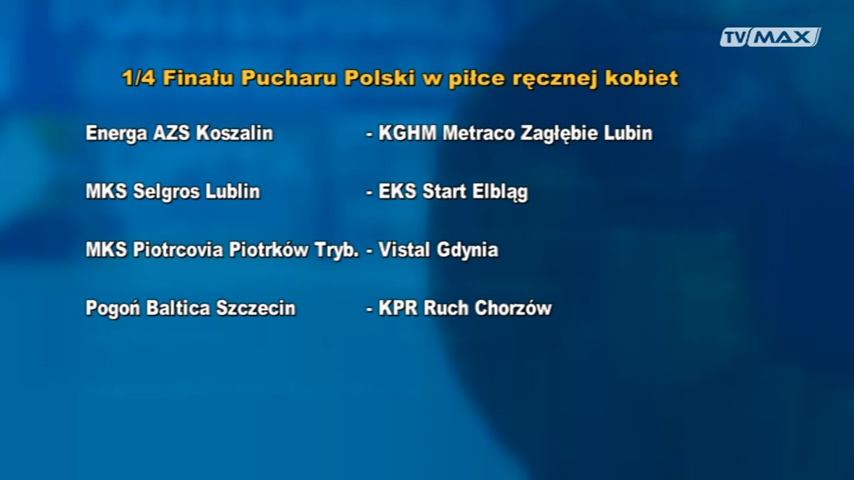 TV MAX
1/4 Finału Pucharu Polski w piłce ręcznej kobiet
Energa AZS Koszalin - KGHM Metraco Zagłębie Lubin
MKS Selgros Lublin - EKS Start Elbląg
MKS Piotrcovia Piotrków Tryb. - Vistal Gdynia
Pogoń Baltica Szczecin - KPR Ruch Chorzów